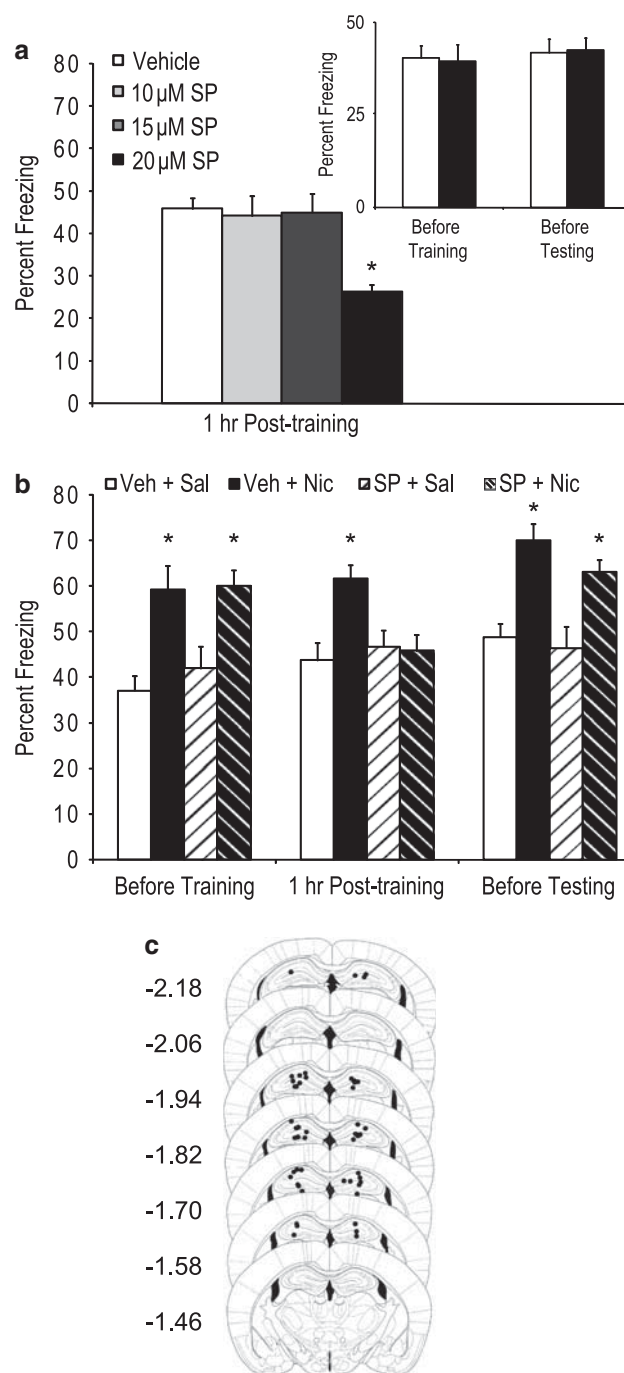 a
Percent Freezing
80
70
60
50
40
30
20
10
0
Vehicle
10 µM SP
15 µM SP
20 µM SP
*
1 hr Post-training
Percent Freezing
50
25
0
Before
Training
Before
Testing
b
Percent Freezing
80
70
60
50
40
30
20
10
0
Veh + Sal
Veh + Nic
SP + Sal
SP + Nic
* * * * *
Before Training
1 hr Post-training
Before Testing
c
-2.18
-2.06
-1.94
-1.82
-1.70
-1.58
-1.46